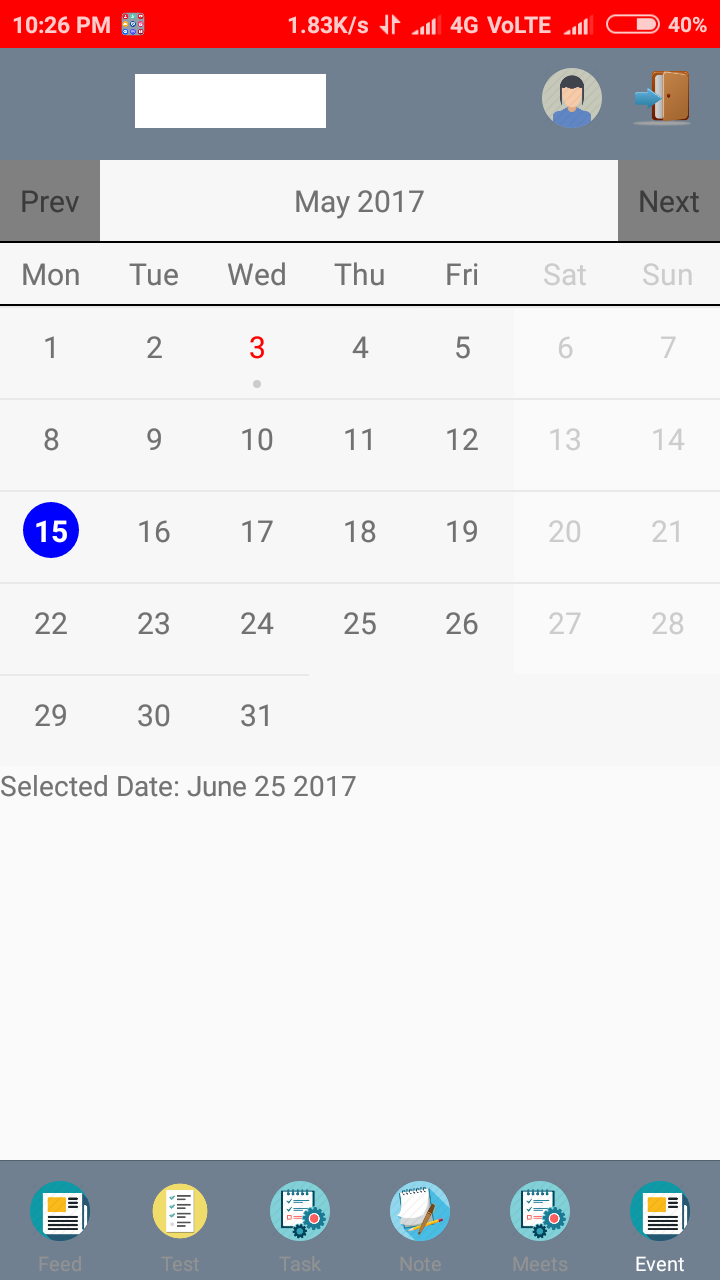 10:26 PM 1.83K/s 4G VoLTE 40%
Prev May 2017 Next
Mon Tue Wed Thu Fri Sat Sun
1 2 3 4 5 6 7
8 9 10 11 12 13 14
15 16 17 18 19 20 21
22 23 24 25 26 27 28
29 30 31
Selected Date: June 25 2017
Feed Test Task Note Meets Event